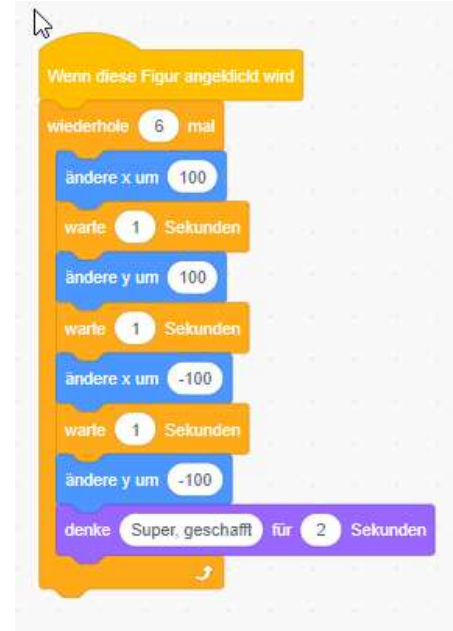 Wenn diese Figur angeklickt wird
wiederhole 6 mal
ändere x um 100
warte 1 Sekunden
ändere y um 100
warte 1 Sekunden
ändere x um -100
warte 1 Sekunden
ändere y um -100
denke Super, geschafft für 2 Sekunden